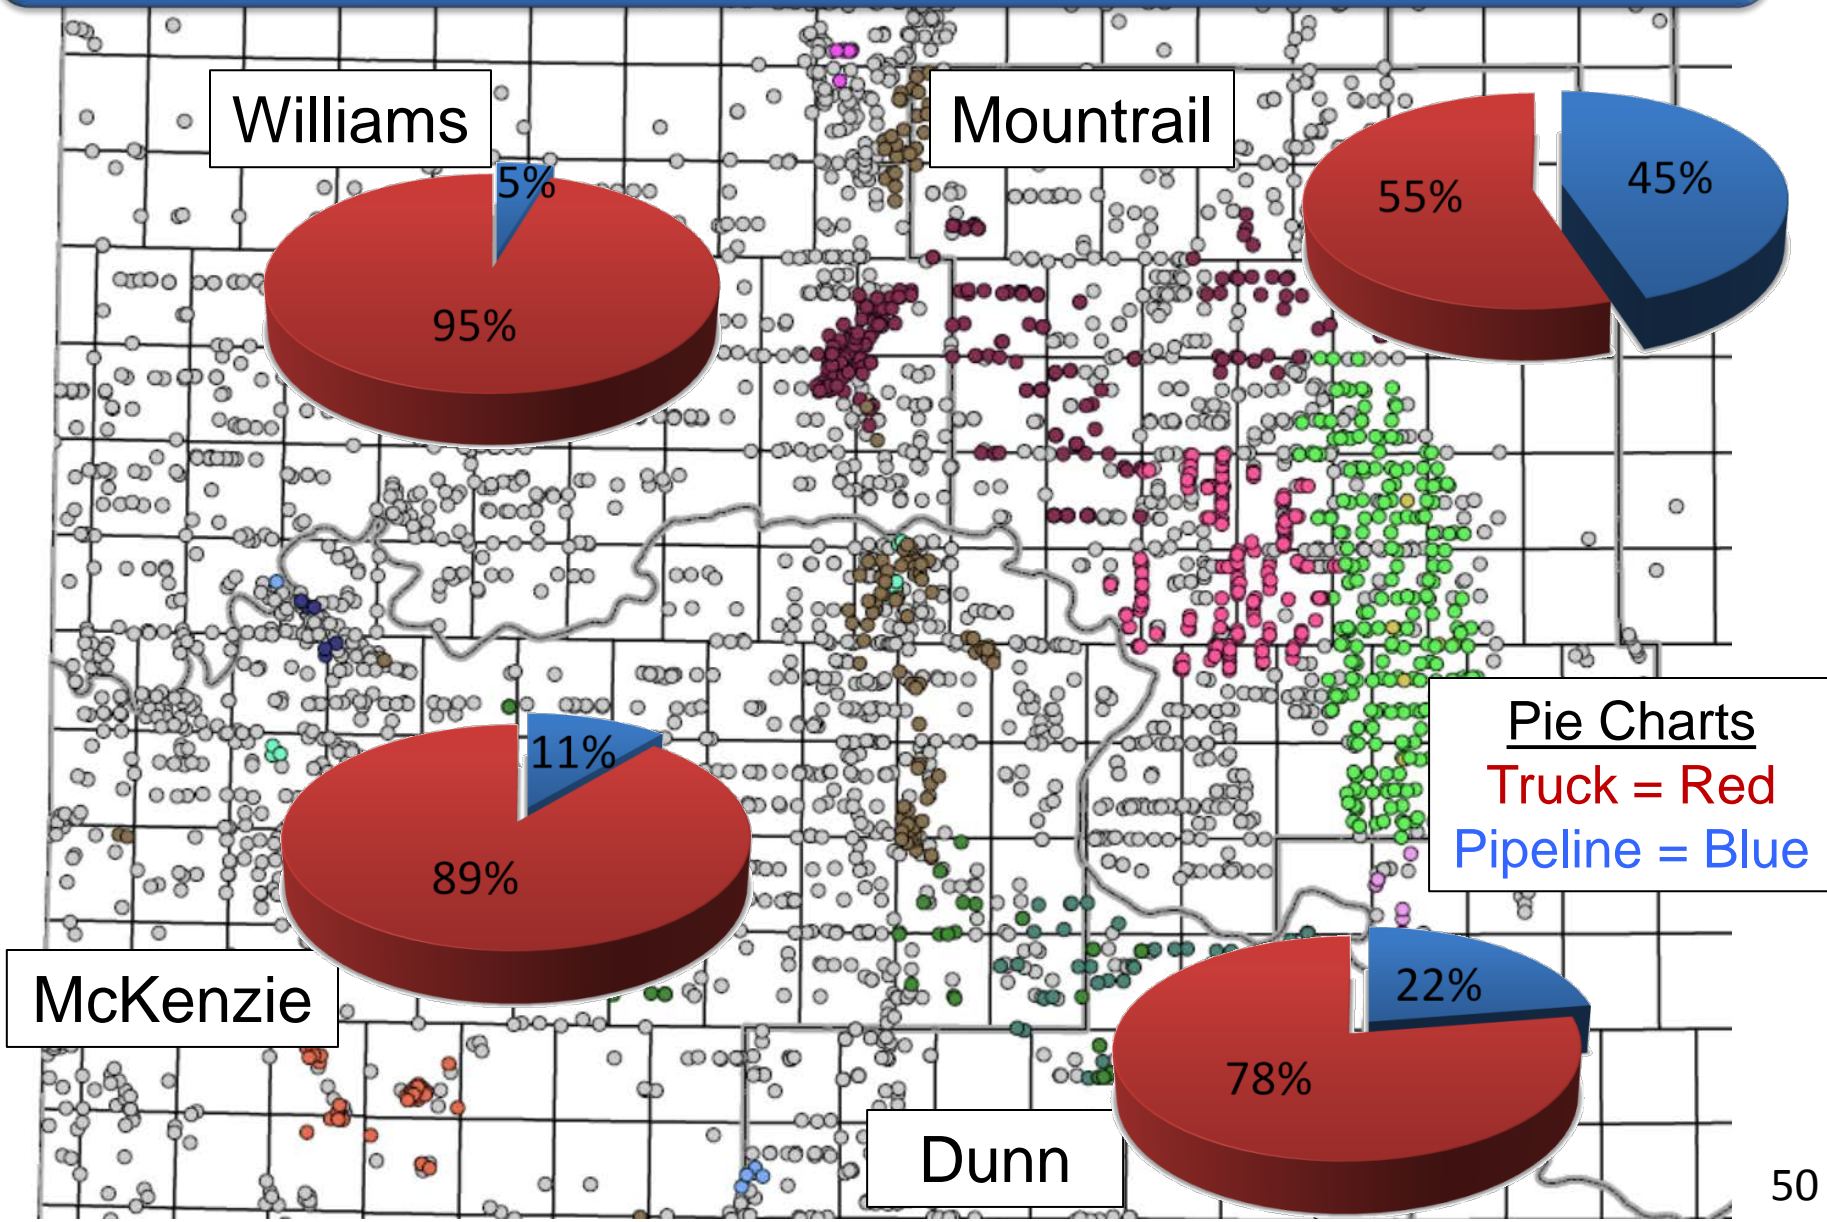 Williams
5%
95%
Mountrail
55%
45%
Pie Charts
Truck = Red
Pipeline = Blue
11%
89%
McKenzie
22%
78%
Dunn
50